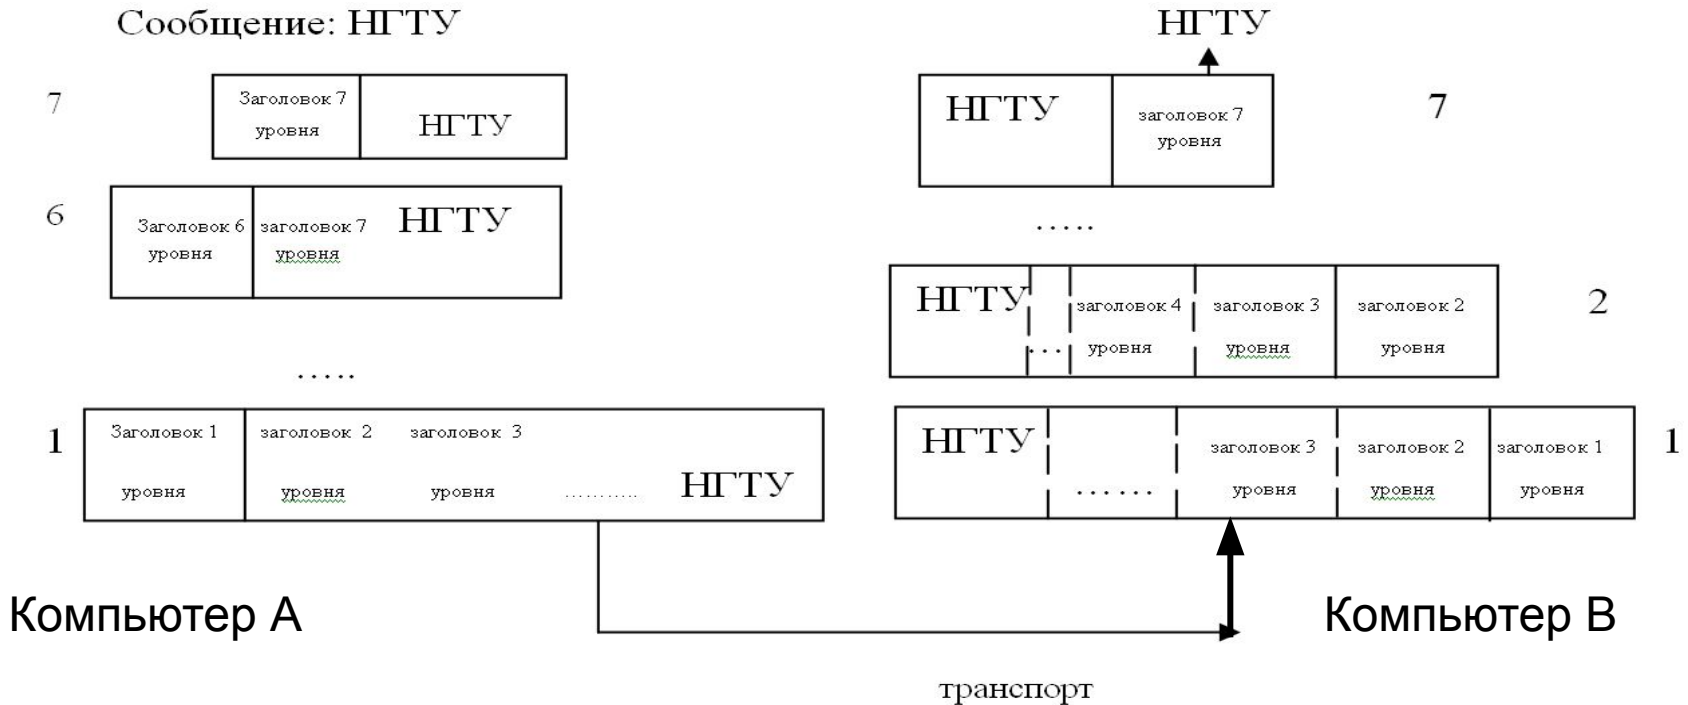 Сообщение: НГТУ
7
Заголовок 7
уровня
НГТУ
6
Заголовок 6
уровня
заголовок 7
уровня
НГТУ
.....
1
Заголовок 1
уровня
заголовок 2
уровня
заголовок 3
уровня
...........
НГТУ
Компьютер А
НГТУ
НГТУ
заголовок 7
уровня
7
.....
НГТУ
...
заголовок 4
уровня
заголовок 3
уровня
заголовок 2
уровня
2
НГТУ
......
заголовок 3
уровня
заголовок 2
уровня
заголовок 1
уровня
1
Компьютер В
транспорт